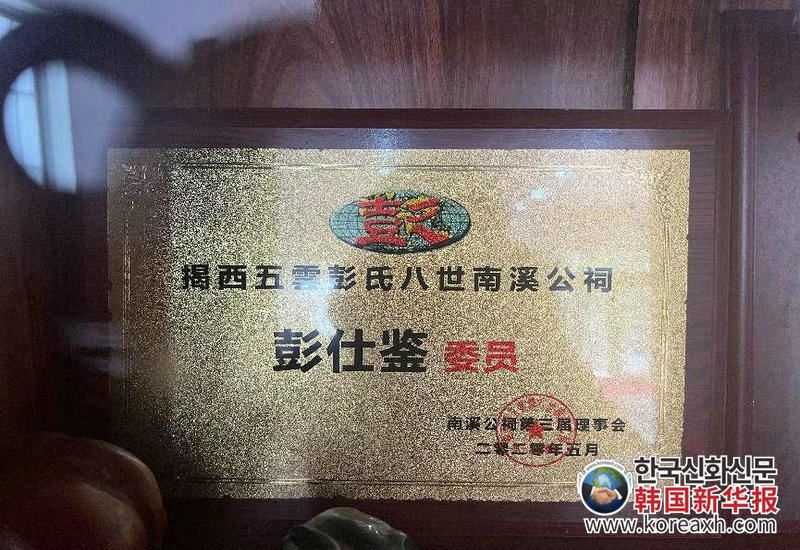 揭西五雲彭氏八世南溪公祠
彭仕鉴 委员
南溪公祠第三届理事会
二零二零年五月
한국신화신문
韩国新华报
www.koreaxh.com